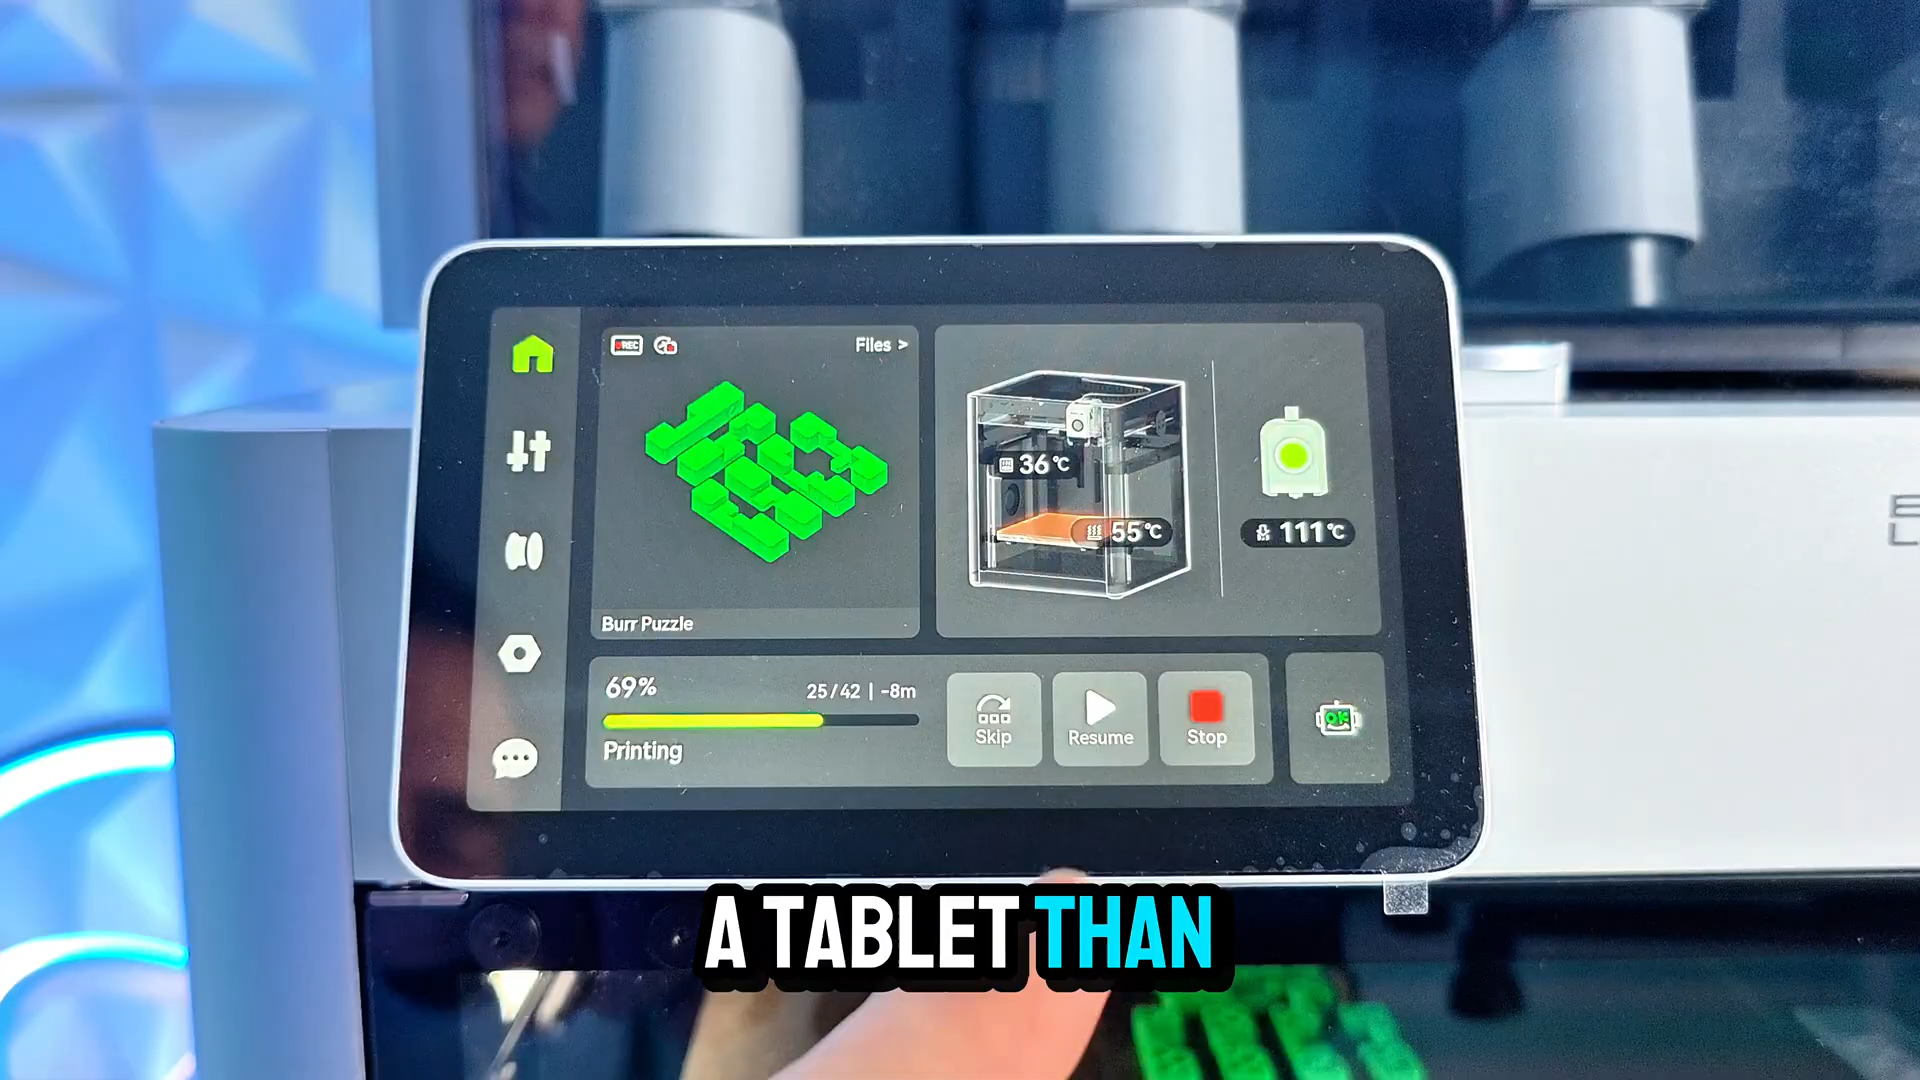 REC
Files >
36°C
55°C
111°C
Burr Puzzle
69%
25/42 | -8m
Printing
Skip
Resume
Stop
OK
A TABLET THAN